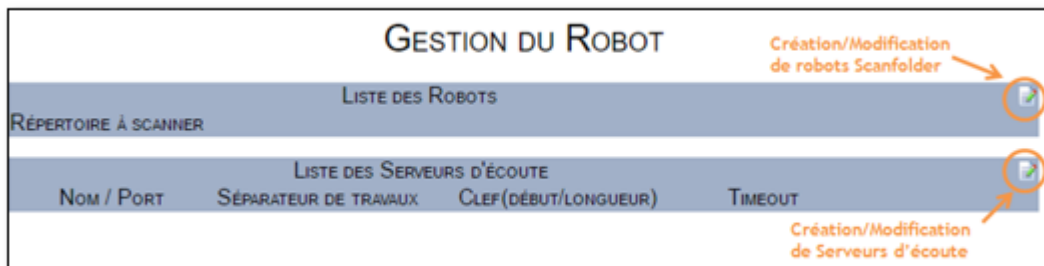 GESTION DU ROBOT
Création/Modification
de robots Scanfolder
LISTE DES ROBOTS
RÉPERTOIRE À SCANNER
LISTE DES SERVEURS D'ÉCOUTE
NOM / PORT SÉPARATEUR DE TRAVAUX CLEF(DÉBUT/LONGUEUR) TIMEOUT
Création/Modification
de Serveurs d'écoute